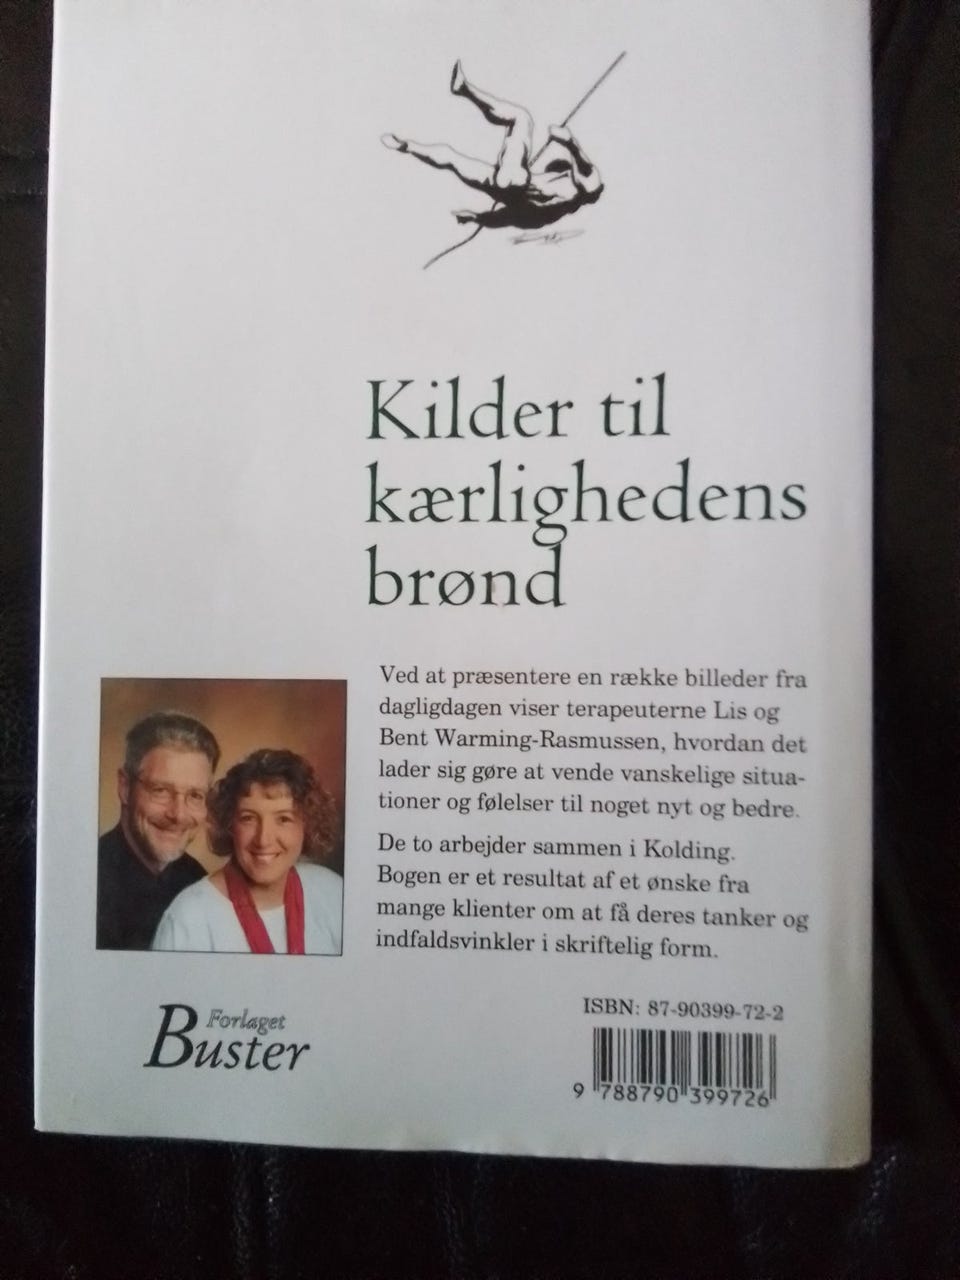 Kilder til
kærlighedens
brønd
Ved at præsentere en række billeder fra
dagligdagen viser terapeuterne Lis og
Bent Warming-Rasmussen, hvordan det
lader sig gøre at vende vanskelige situa-
tioner og følelser til noget nyt og bedre.
De to arbejder sammen i Kolding.
Bogen er et resultat af et ønske fra
mange klienter om at få deres tanker og
indfaldsvinkler i skriftelig form.
Forlaget
Buster
ISBN: 87-90399-72-2
9 788790 399726